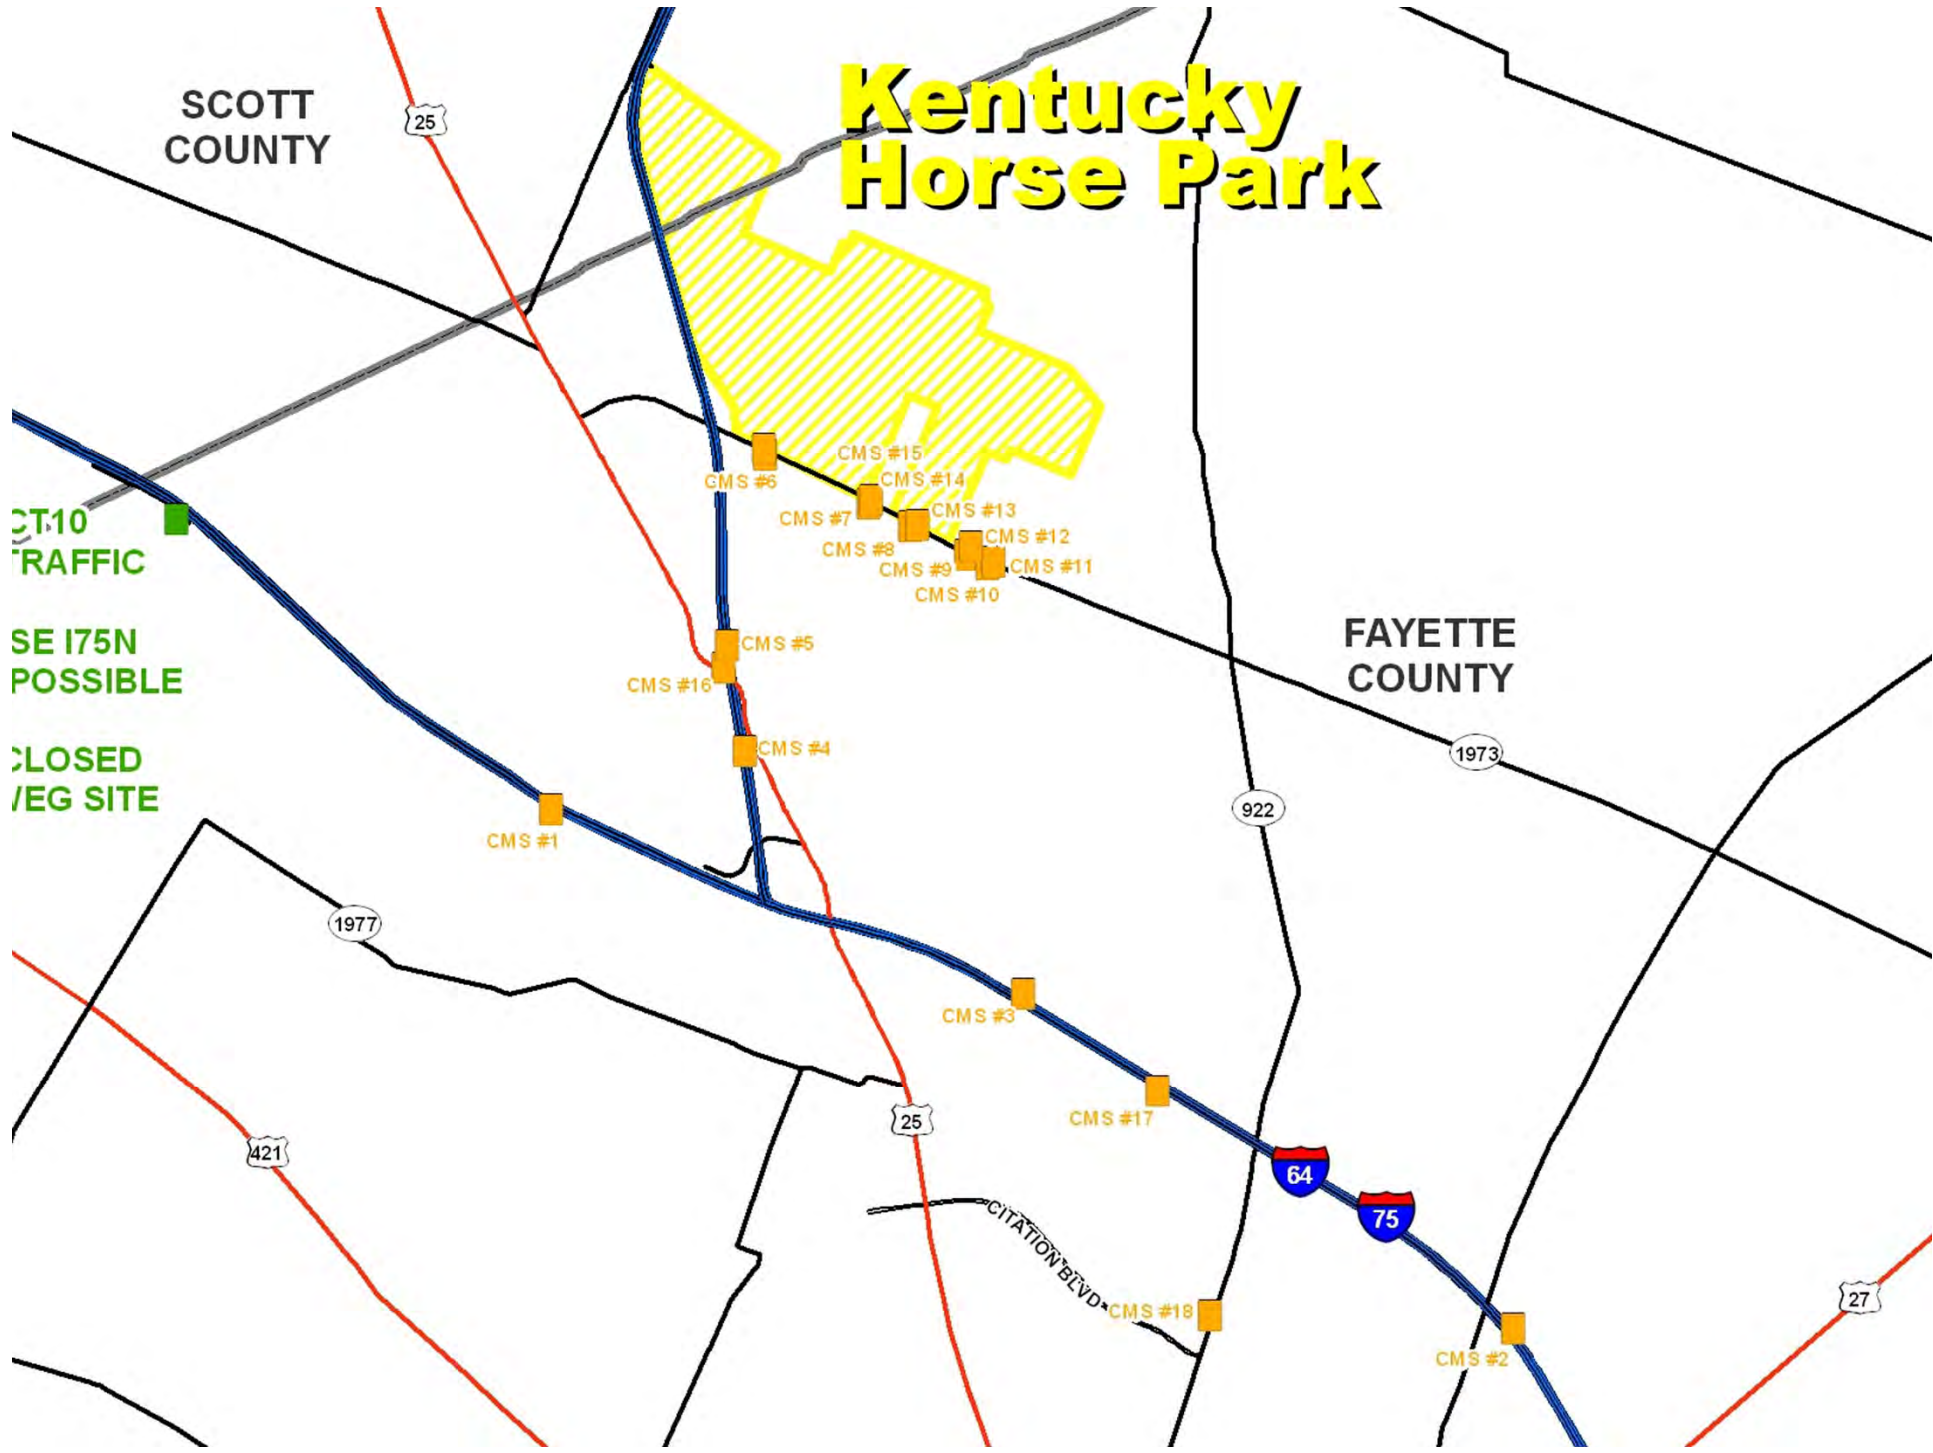 Kentucky
Horse Park
SCOTT
COUNTY
25
CMS #15
CMS #6
CMS #14
CMS #7
CMS #13
CT10
TRAFFIC
CMS #8
CMS #12
CMS #9
CMS #11
CMS #10
SE I75N
POSSIBLE
CMS #5
CMS #16
FAYETTE
COUNTY
CMS #4
1973
CLOSED
WEG SITE
922
CMS #1
1977
CMS #3
25
CMS #17
421
64
75
CITATION BLVD
CMS #18
27
CMS #2